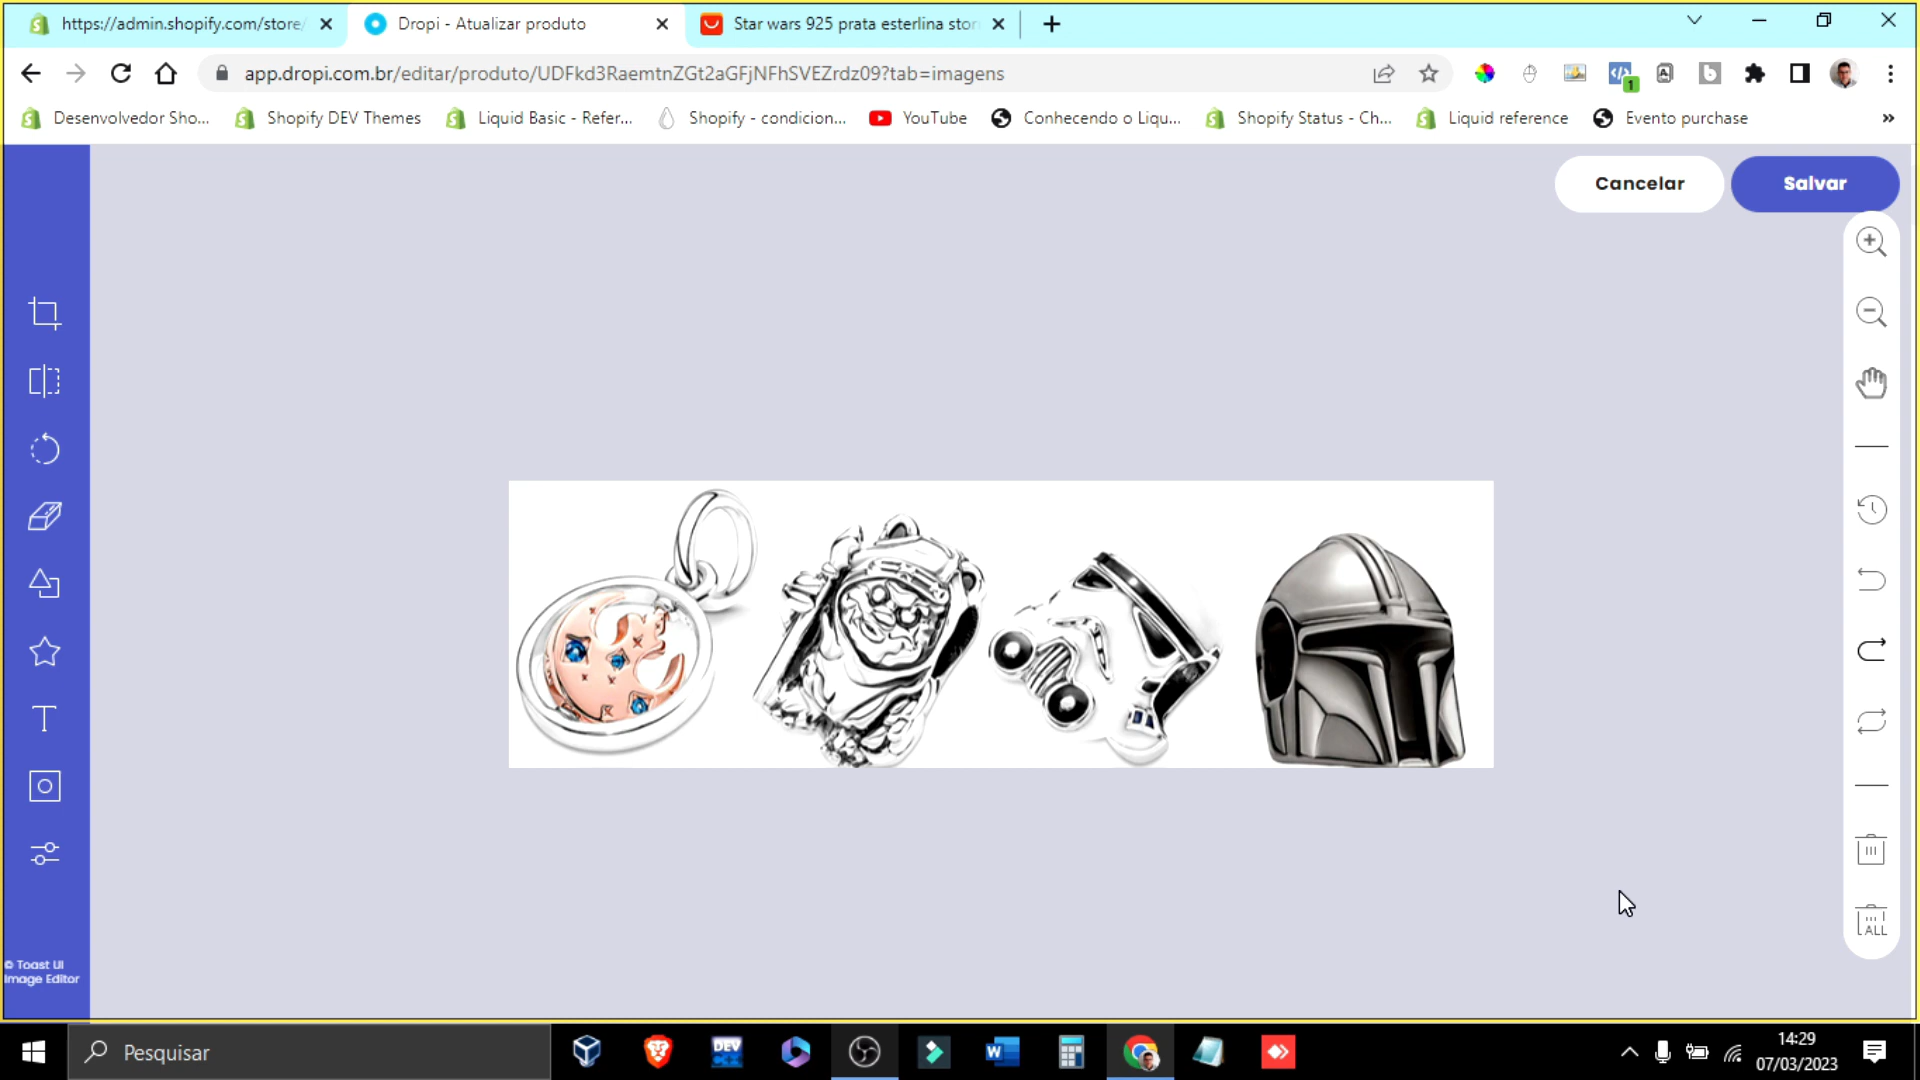 https://admin.shopify.com/store/
Dropi - Atualizar produto
Star wars 925 prata esterlina stor
app.dropi.com.br/editar/produto/UDFkd3RaemtnZGt2aGFjNFhSVEZrdz09?tab=imagens
1
Desenvolvedor Sho...
Shopify DEV Themes
Liquid Basic - Refer...
Shopify - condicion...
YouTube
Conhecendo o Liqu...
Shopify Status - Ch...
Liquid reference
Evento purchase
»
Cancelar
Salvar
T
ALL
© Toast UI
Image Editor
Pesquisar
DEV
C++
W
14:29
07/03/2023